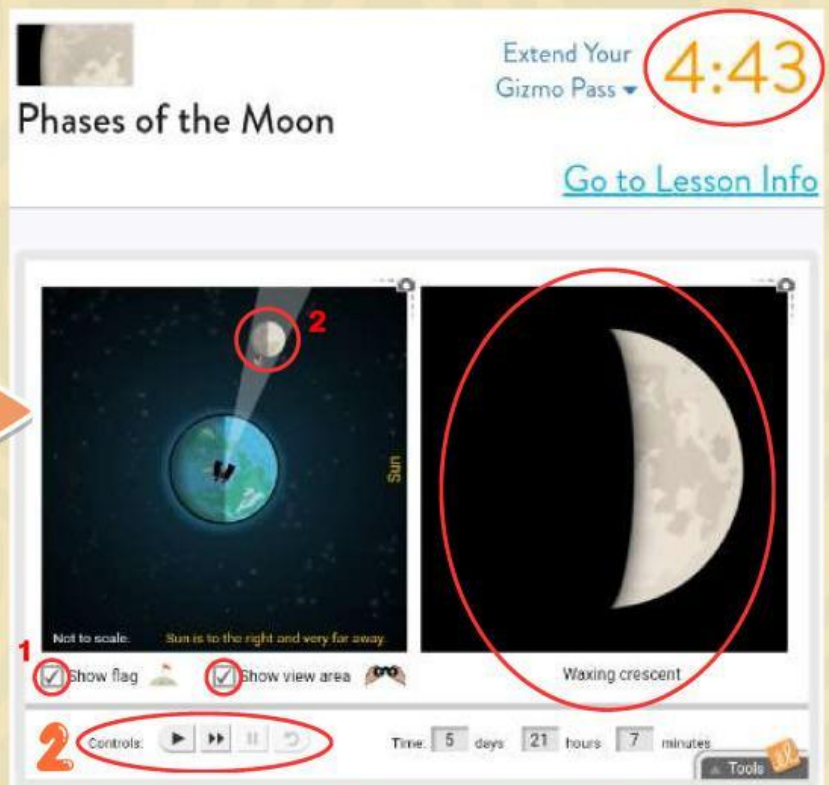 Extend Your
Gizmo Pass
4:43
Phases of the Moon
Go to Lesson Info
2
Sun
Not to scale.
Sun is to the right and very far away.
1
Show flag
Show view area
Waxing crescent
2
Controls:
Time: 5 days 21 hours 7 minutes
Tools